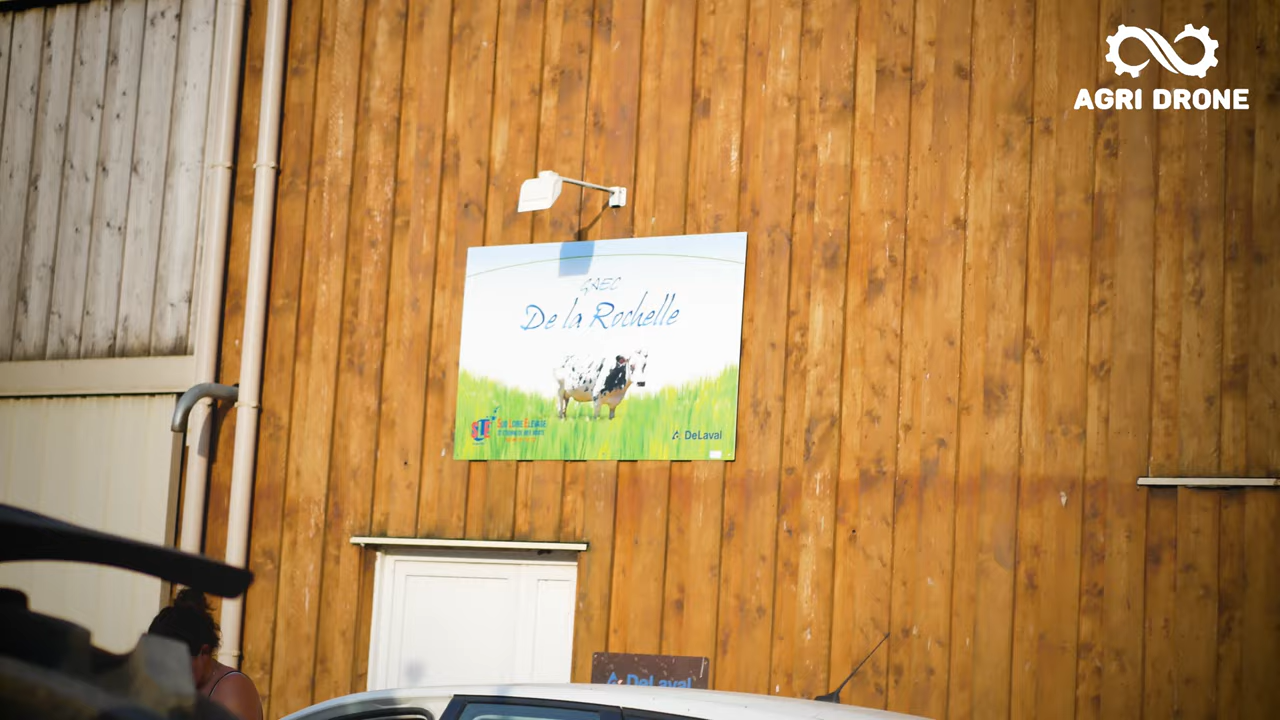 AGRI DRONE
GAEC
De la Rochelle
DeLaval
DeLaval